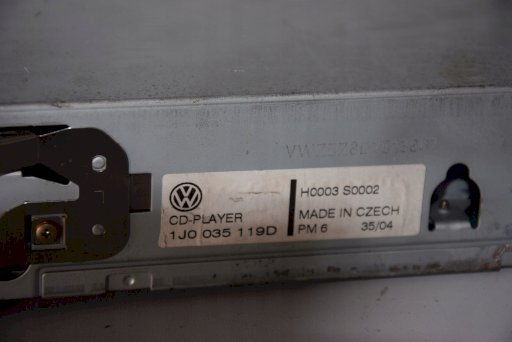 H0003 S0002
CD-PLAYER
1J0 035 119D
MADE IN CZECH
PM 6 35/04